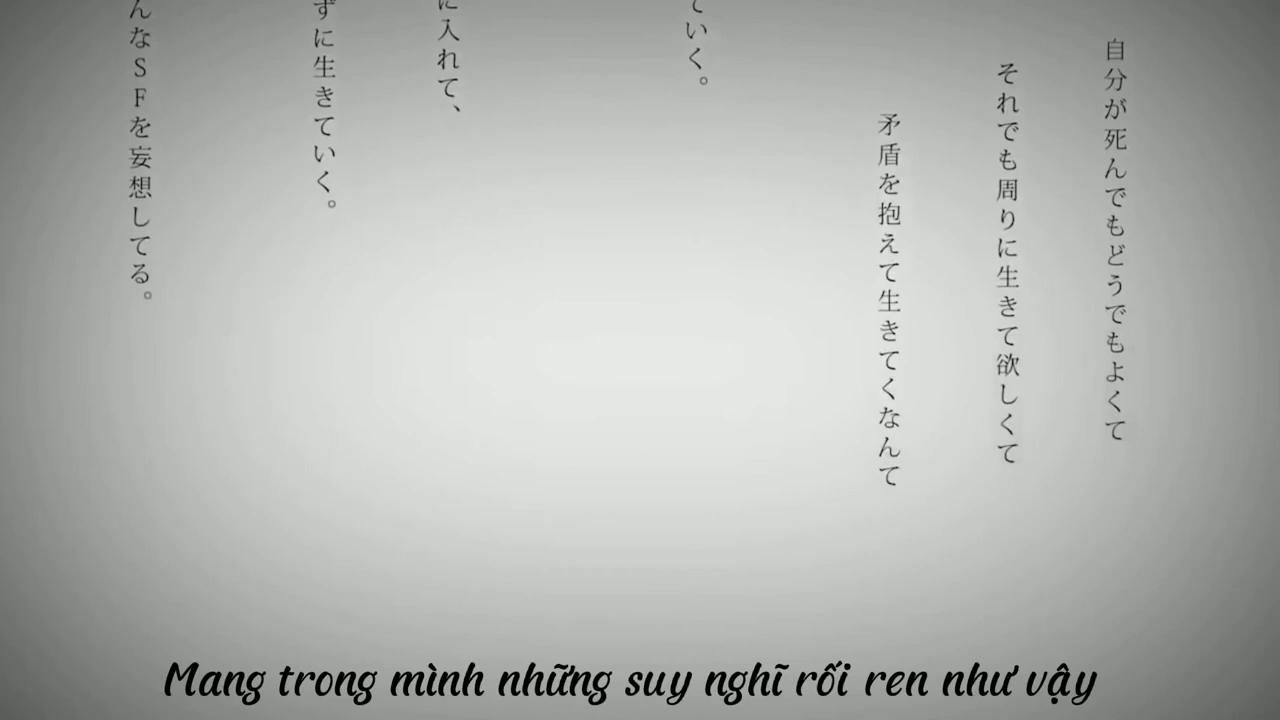 自分が死んでもどうでもよくて
それでも周りに生きて欲しくて
矛盾を抱えて生きてくなんて
ていく。
に入れて、
ずに生きていく。
んなSFを妄想してる。
Mang trong mình những suy nghĩ rối ren như vậy